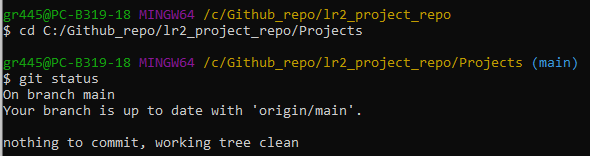 gr445@PC-B319-18 MINGW64 /c/Github_repo/lr2_project_repo
$ cd C:/Github_repo/lr2_project_repo/Projects
gr445@PC-B319-18 MINGW64 /c/Github_repo/lr2_project_repo/Projects (main)
$ git status
On branch main
Your branch is up to date with 'origin/main'.
nothing to commit, working tree clean